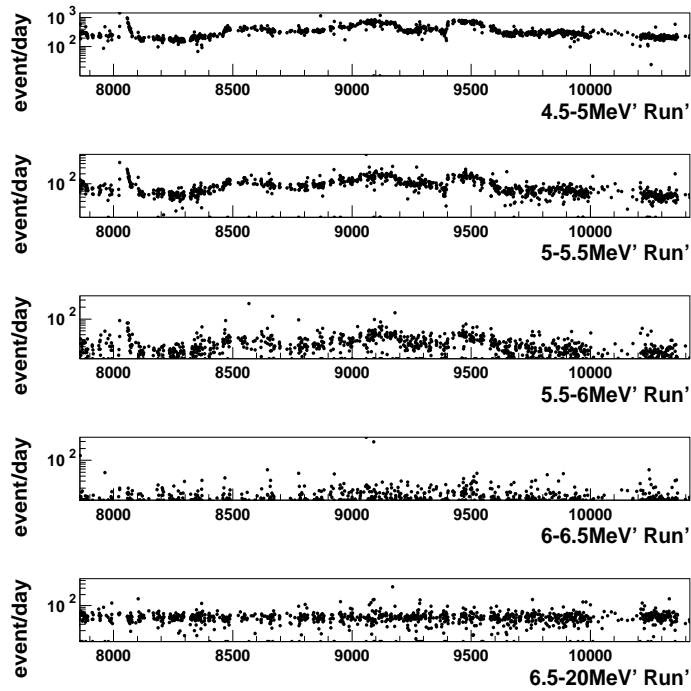 event/day
10³
10²
8000 8500 9000 9500 10000
4.5-5MeV’ Run’
event/day
10²
8000 8500 9000 9500 10000
5-5.5MeV’ Run’
event/day
10²
8000 8500 9000 9500 10000
5.5-6MeV’ Run’
event/day
10²
8000 8500 9000 9500 10000
6-6.5MeV’ Run’
event/day
10²
8000 8500 9000 9500 10000
6.5-20MeV’ Run’